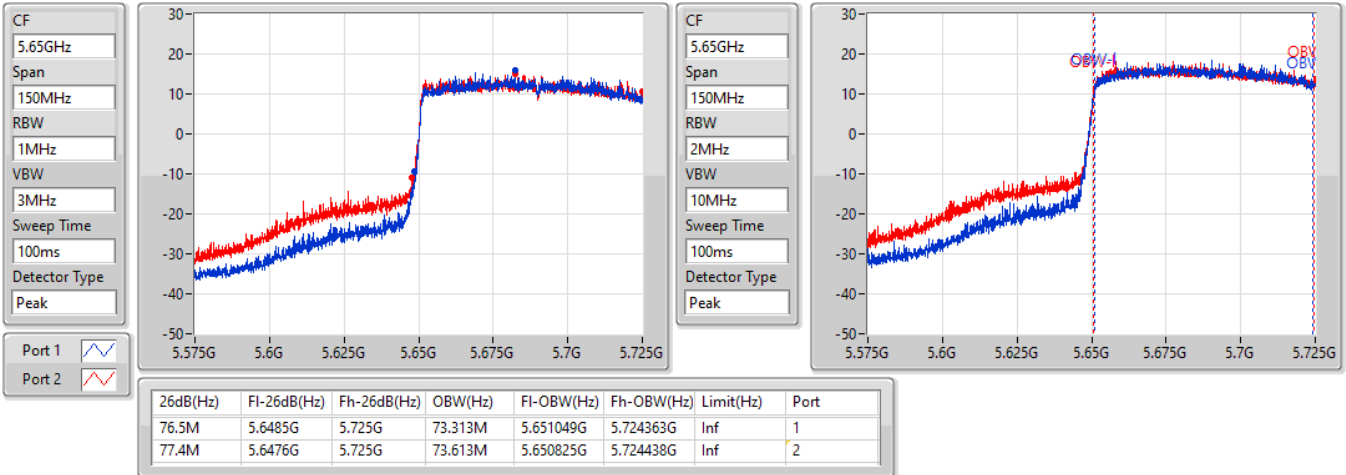 CF
5.65GHz
Span
150MHz
RBW
1MHz
VBW
3MHz
Sweep Time
100ms
Detector Type
Peak
30
20
10
0
-10
-20
-30
-40
-50
5.575G 5.6G 5.625G 5.65G 5.675G 5.7G 5.725G
CF
5.65GHz
Span
150MHz
RBW
2MHz
VBW
10MHz
Sweep Time
100ms
Detector Type
Peak
30
20
10
0
-10
-20
-30
-40
-50
OBW-l
OBW
OBW
5.575G 5.6G 5.625G 5.65G 5.675G 5.7G 5.725G
Port 1
Port 2
26dB(Hz) Fl-26dB(Hz) Fh-26dB(Hz) OBW(Hz) Fl-OBW(Hz) Fh-OBW(Hz) Limit(Hz) Port
76.5M 5.6485G 5.725G 73.313M 5.651049G 5.724363G Inf 1
77.4M 5.6476G 5.725G 73.613M 5.650825G 5.724438G Inf 2